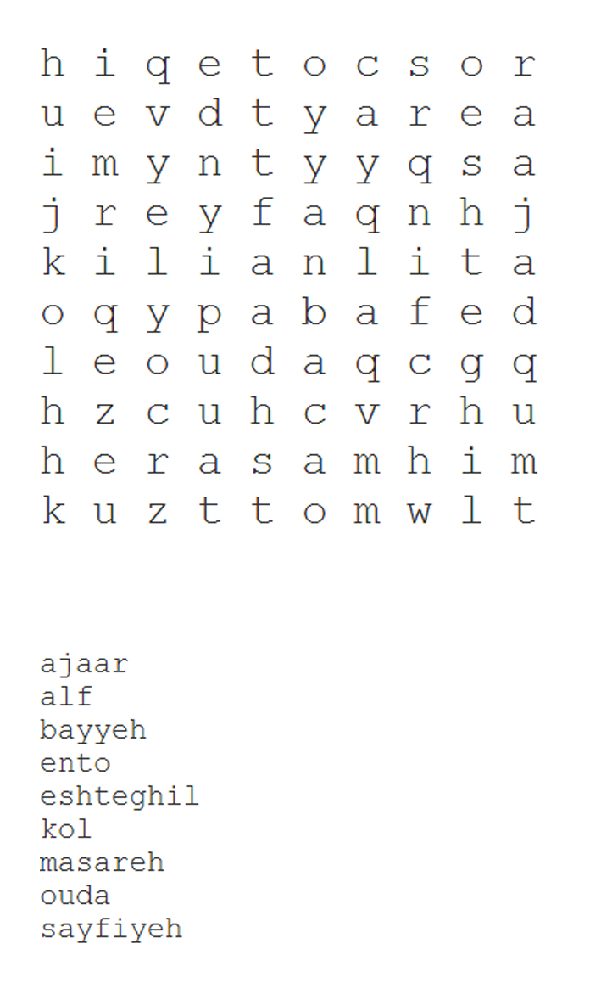 h i q e t o c s o r
u e v d t y a r e a
i m y n t y y q s a
j r e y f a q n h j
k i l i a n l i t a
o q y p a b a f e d
l e o u d a q c g q
h z c u h c v r h u
h e r a s a m h i m
k u z t t o m w l t
ajaar
alf
bayyeh
ento
eshteghil
kol
masareh
ouda
sayfiyeh